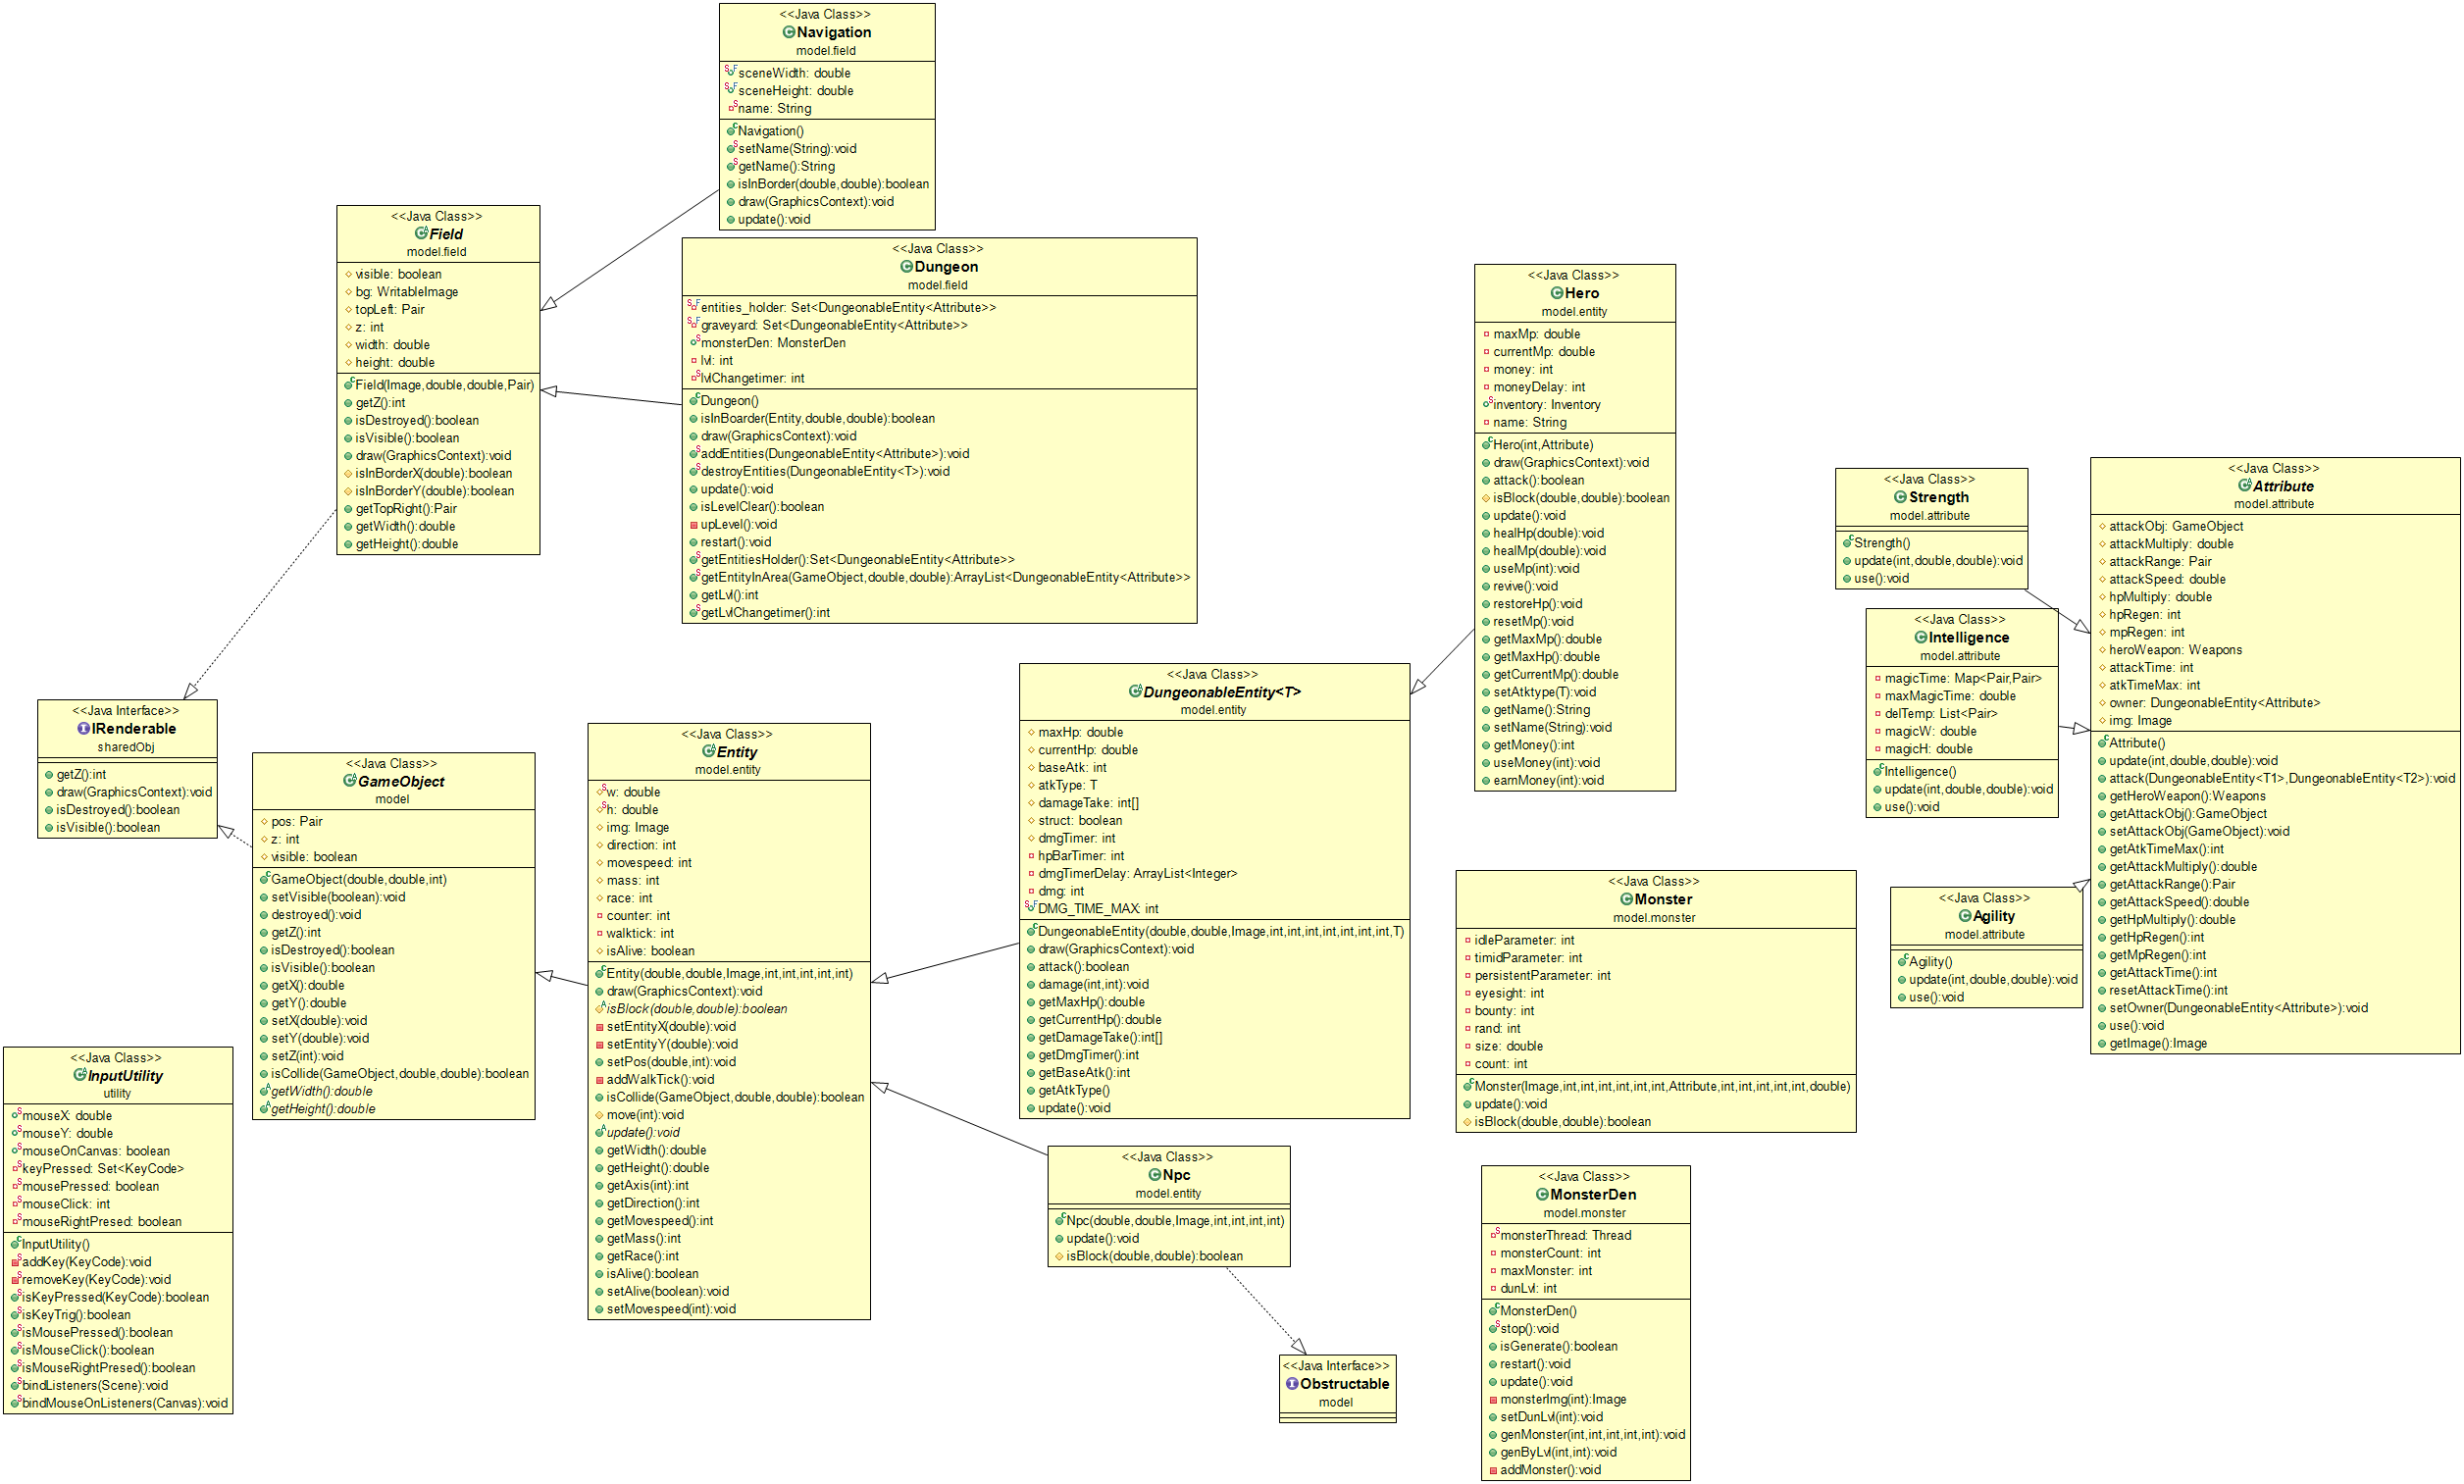 <<Java Class>>
Navigation
model.field
sceneWidth: double
sceneHeight: double
name: String
Navigation()
setName(String):void
getName():String
isInBorder(double,double):boolean
draw(GraphicsContext):void
update():void
<<Java Class>>
Field
model.field
visible: boolean
bg: WritableImage
topLeft: Pair
z: int
width: double
height: double
Field(Image,double,double,Pair)
getZ():int
isDestroyed():boolean
isVisible():boolean
draw(GraphicsContext):void
isInBorderX(double):boolean
isInBorderY(double):boolean
getTopRight():Pair
getWidth():double
getHeight():double
<<Java Class>>
Dungeon
model.field
entities_holder: Set<DungeonableEntity<Attribute>>
graveyard: Set<DungeonableEntity<Attribute>>
monsterDen: MonsterDen
lvl: int
lvlChangetimer: int
Dungeon()
isInBoarder(Entity,double,double):boolean
draw(GraphicsContext):void
addEntities(DungeonableEntity<Attribute>):void
destroyEntities(DungeonableEntity<T>):void
update():void
isLevelClear():boolean
upLevel():void
restart():void
getEntitiesHolder():Set<DungeonableEntity<Attribute>>
getEntityInArea(GameObject,double,double):ArrayList<DungeonableEntity<Attribute>>
getLvl():int
getLvlChangetimer():int
<<Java Class>>
Hero
model.entity
maxMp: double
currentMp: double
money: int
moneyDelay: int
inventory: Inventory
name: String
Hero(int,Attribute)
draw(GraphicsContext):void
attack():boolean
isBlock(double,double):boolean
update():void
healHp(double):void
healMp(double):void
useMp(int):void
revive():void
restoreHp():void
resetMp():void
getMaxMp():double
getMaxHp():double
getCurrentMp():double
setAtktype(T):void
getName():String
setName(String):void
getMoney():int
useMoney(int):void
earnMoney(int):void
<<Java Class>>
Strength
model.attribute
Strength()
update(int,double,double):void
use():void
<<Java Class>>
Attribute
model.attribute
attackObj: GameObject
attackMultiply: double
attackRange: Pair
attackSpeed: double
hpMultiply: double
hpRegen: int
mpRegen: int
heroWeapon: Weapons
attackTime: int
atkTimeMax: int
owner: DungeonableEntity<Attribute>
img: Image
Attribute()
update(int,double,double):void
attack(DungeonableEntity<T1>,DungeonableEntity<T2>):void
getHeroWeapon():Weapons
getAttackObj():GameObject
setAttackObj(GameObject):void
getAtkTimeMax():int
getAttackMultiply():double
getAttackRange():Pair
getAttackSpeed():double
getHpMultiply():double
getHpRegen():int
getMpRegen():int
getAttackTime():int
resetAttackTime():int
setOwner(DungeonableEntity<Attribute>):void
use():void
getImage():Image
<<Java Class>>
Intelligence
model.attribute
magicTime: Map<Pair,Pair>
maxMagicTime: double
delTemp: List<Pair>
magicW: double
magicH: double
Intelligence()
update(int,double,double):void
use():void
<<Java Class>>
Agility
model.attribute
Agility()
update(int,double,double):void
use():void
<<Java Interface>>
IRenderable
sharedObj
getZ():int
draw(GraphicsContext):void
isDestroyed():boolean
isVisible():boolean
<<Java Class>>
GameObject
model
pos: Pair
z: int
visible: boolean
GameObject(double,double,int)
setVisible(boolean):void
destroyed():void
getZ():int
isDestroyed():boolean
isVisible():boolean
getX():double
getY():double
setX(double):void
setY(double):void
setZ(int):void
isCollide(GameObject,double,double):boolean
getWidth():double
getHeight():double
<<Java Class>>
Entity
model.entity
w: double
h: double
img: Image
direction: int
movespeed: int
mass: int
race: int
counter: int
walktick: int
isAlive: boolean
Entity(double,double,Image,int,int,int,int,int)
draw(GraphicsContext):void
isBlock(double,double):boolean
setEntityX(double):void
setEntityY(double):void
setPos(double,int):void
addWalkTick():void
isCollide(GameObject,double,double):boolean
move(int):void
update():void
getWidth():double
getHeight():double
getAxis(int):int
getDirection():int
getMovespeed():int
getMass():int
getRace():int
isAlive():boolean
setAlive(boolean):void
setMovespeed(int):void
<<Java Class>>
DungeonableEntity<T>
model.entity
maxHp: double
currentHp: double
baseAtk: int
atkType: T
damageTake: int[]
struct: boolean
dmgTimer: int
hpBarTimer: int
dmgTimerDelay: ArrayList<Integer>
dmg: int
DMG_TIME_MAX: int
DungeonableEntity(double,double,Image,int,int,int,int,int,int,int,T)
draw(GraphicsContext):void
attack():boolean
damage(int,int):void
getMaxHp():double
getCurrentHp():double
getDamageTake():int[]
getDmgTimer():int
getBaseAtk():int
getAtkType()
update():void
<<Java Class>>
Monster
model.monster
idleParameter: int
timidParameter: int
persistentParameter: int
eyesight: int
bounty: int
rand: int
size: double
count: int
Monster(Image,int,int,int,int,int,int,Attribute,int,int,int,int,int,double)
update():void
isBlock(double,double):boolean
<<Java Class>>
InputUtility
utility
mouseX: double
mouseY: double
mouseOnCanvas: boolean
keyPressed: Set<KeyCode>
mousePressed: boolean
mouseClick: int
mouseRightPresed: boolean
InputUtility()
addKey(KeyCode):void
removeKey(KeyCode):void
isKeyPressed(KeyCode):boolean
isKeyTrig():boolean
isMousePressed():boolean
isMouseClick():boolean
isMouseRightPresed():boolean
bindListeners(Scene):void
bindMouseOnListeners(Canvas):void
<<Java Class>>
Npc
model.entity
Npc(double,double,Image,int,int,int,int)
update():void
isBlock(double,double):boolean
<<Java Class>>
MonsterDen
model.monster
monsterThread: Thread
monsterCount: int
maxMonster: int
dunLvl: int
MonsterDen()
stop():void
isGenerate():boolean
restart():void
update():void
monsterImg(int):Image
setDunLvl(int):void
genMonster(int,int,int,int,int):void
genByLvl(int,int):void
addMonster():void
<<Java Interface>>
Obstructable
model